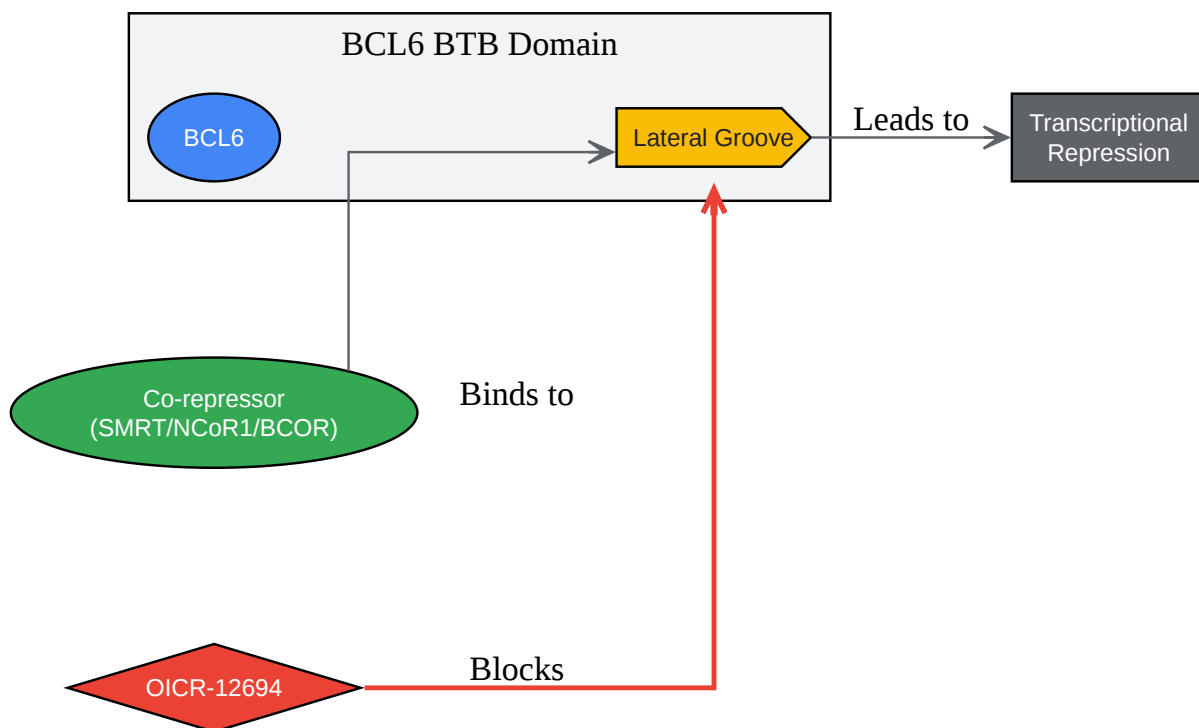 BCL6 BTB Domain
BCL6
Lateral Groove
Leads to
Transcriptional
Repression
Co-repressor
(SMRT/NCoR1/BCOR)
Binds to
OICR-12694
Blocks